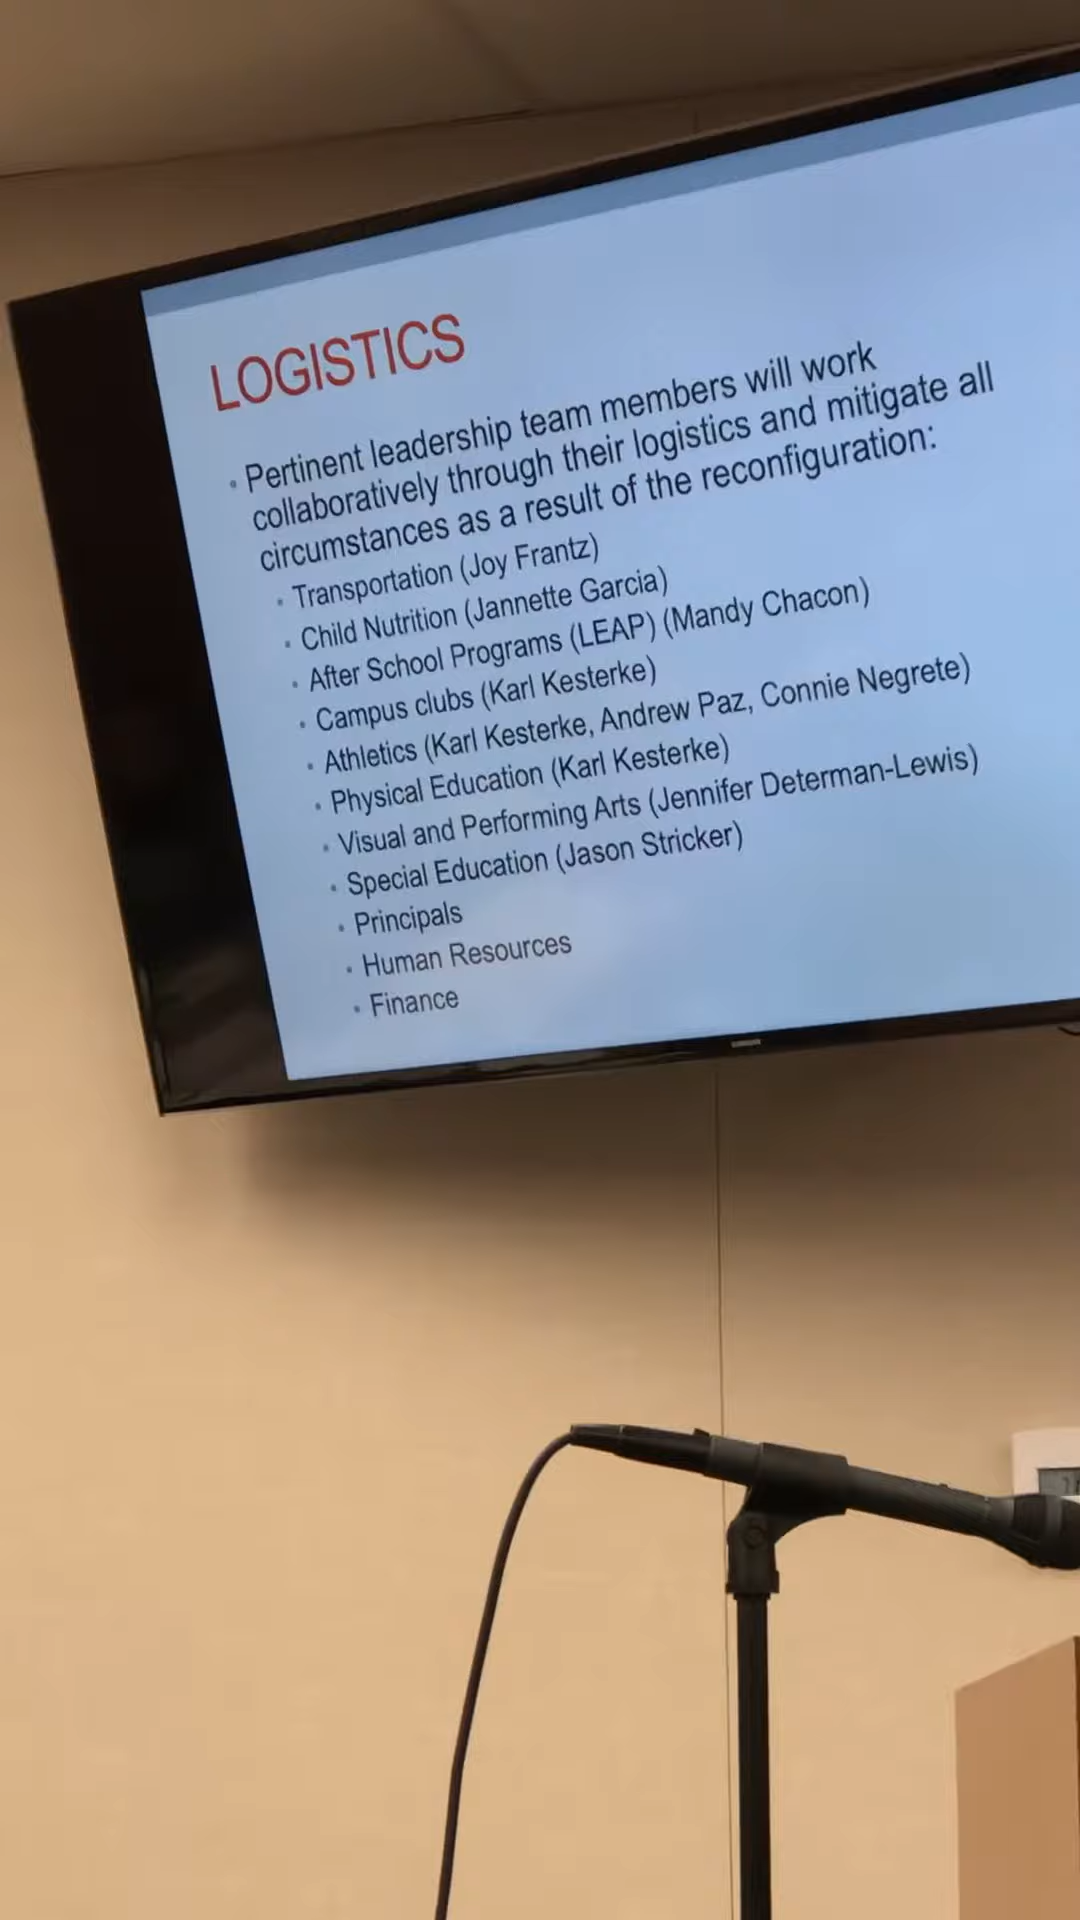 LOGISTICS
• Pertinent leadership team members will work
collaboratively through their logistics and mitigate all
circumstances as a result of the reconfiguration:
• Transportation (Joy Frantz)
• Child Nutrition (Jannette Garcia)
• After School Programs (LEAP) (Mandy Chacon)
• Campus clubs (Karl Kesterke)
• Athletics (Karl Kesterke, Andrew Paz, Connie Negrete)
• Physical Education (Karl Kesterke)
• Visual and Performing Arts (Jennifer Determan-Lewis)
• Special Education (Jason Stricker)
• Principals
• Human Resources
• Finance